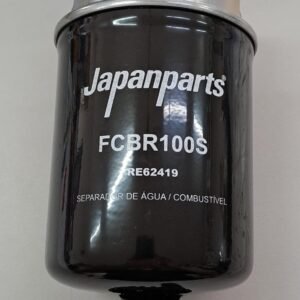 Japanparts®
FCBR100S
RE62419
SEPARADOR DE ÁGUA / COMBUSTÍVEL